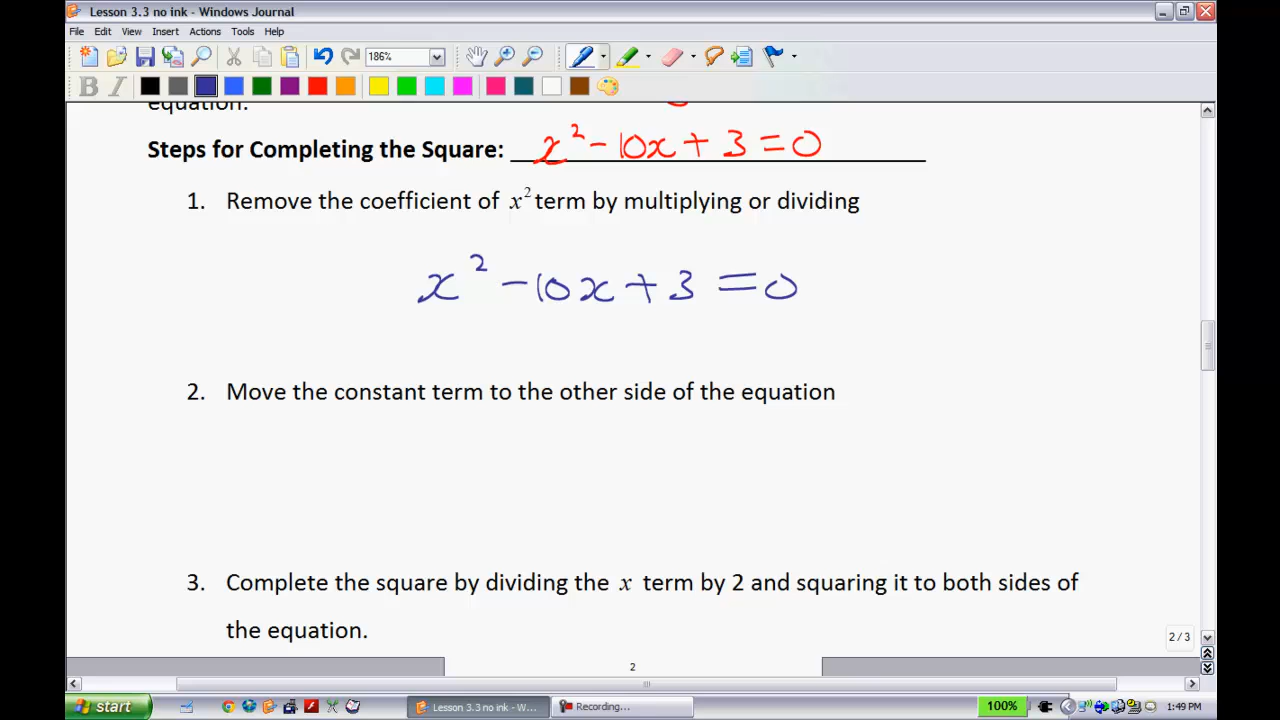 Lesson 3.3 no ink - Windows Journal
File Edit View Insert Actions Tools Help
186%
B I
equation.
Steps for Completing the Square: x² - 10x + 3 = 0
1. Remove the coefficient of x² term by multiplying or dividing
x² - 10x + 3 = 0
2. Move the constant term to the other side of the equation
3. Complete the square by dividing the x term by 2 and squaring it to both sides of
the equation.
2/3
2
start Lesson 3.3 no ink - W... Recording... 100% 1:49 PM